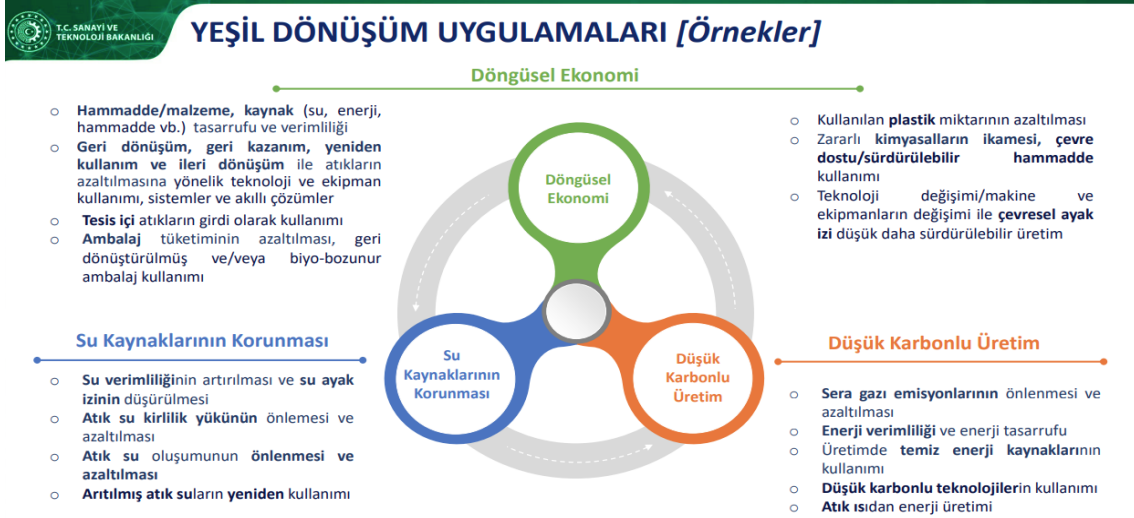 T.C. SANAYİ VE
TEKNOLOJİ BAKANLIĞI
YEŞİL DÖNÜŞÜM UYGULAMALARI [Örnekler]
Döngüsel Ekonomi
o Hammadde/malzeme, kaynak (su, enerji,
hammadde vb.) tasarrufu ve verimliliği
o Geri dönüşüm, geri kazanım, yeniden
kullanım ve ileri dönüşüm ile atıkların
azaltılmasına yönelik teknoloji ve ekipman
kullanımı, sistemler ve akıllı çözümler
o Tesis içi atıkların girdi olarak kullanımı
o Ambalaj tüketiminin azaltılması, geri
dönüştürülmüş ve/veya biyo-bozunur
ambalaj kullanımı
o Kullanılan plastik miktarının azaltılması
o Zararlı kimyasalların ikamesi, çevre
dostu/sürdürülebilir hammadde
kullanımı
o Teknoloji değişimi/makine ve
ekipmanların değişimi ile çevresel ayak
izi düşük daha sürdürülebilir üretim
Döngüsel
Ekonomi
Su
Kaynaklarının
Korunması
Düşük
Karbonlu
Üretim
Su Kaynaklarının Korunması
o Su verimliliğinin artırılması ve su ayak
izinin düşürülmesi
o Atık su kirlilik yükünün önlemesi ve
azaltılması
o Atık su oluşumunun önlenmesi ve
azaltılması
o Arıtılmış atık suların yeniden kullanımı
Düşük Karbonlu Üretim
o Sera gazı emisyonlarının önlenmesi ve
azaltılması
o Enerji verimliliği ve enerji tasarrufu
o Üretimde temiz enerji kaynaklarının
kullanımı
o Düşük karbonlu teknolojilerin kullanımı
o Atık ısıdan enerji üretimi